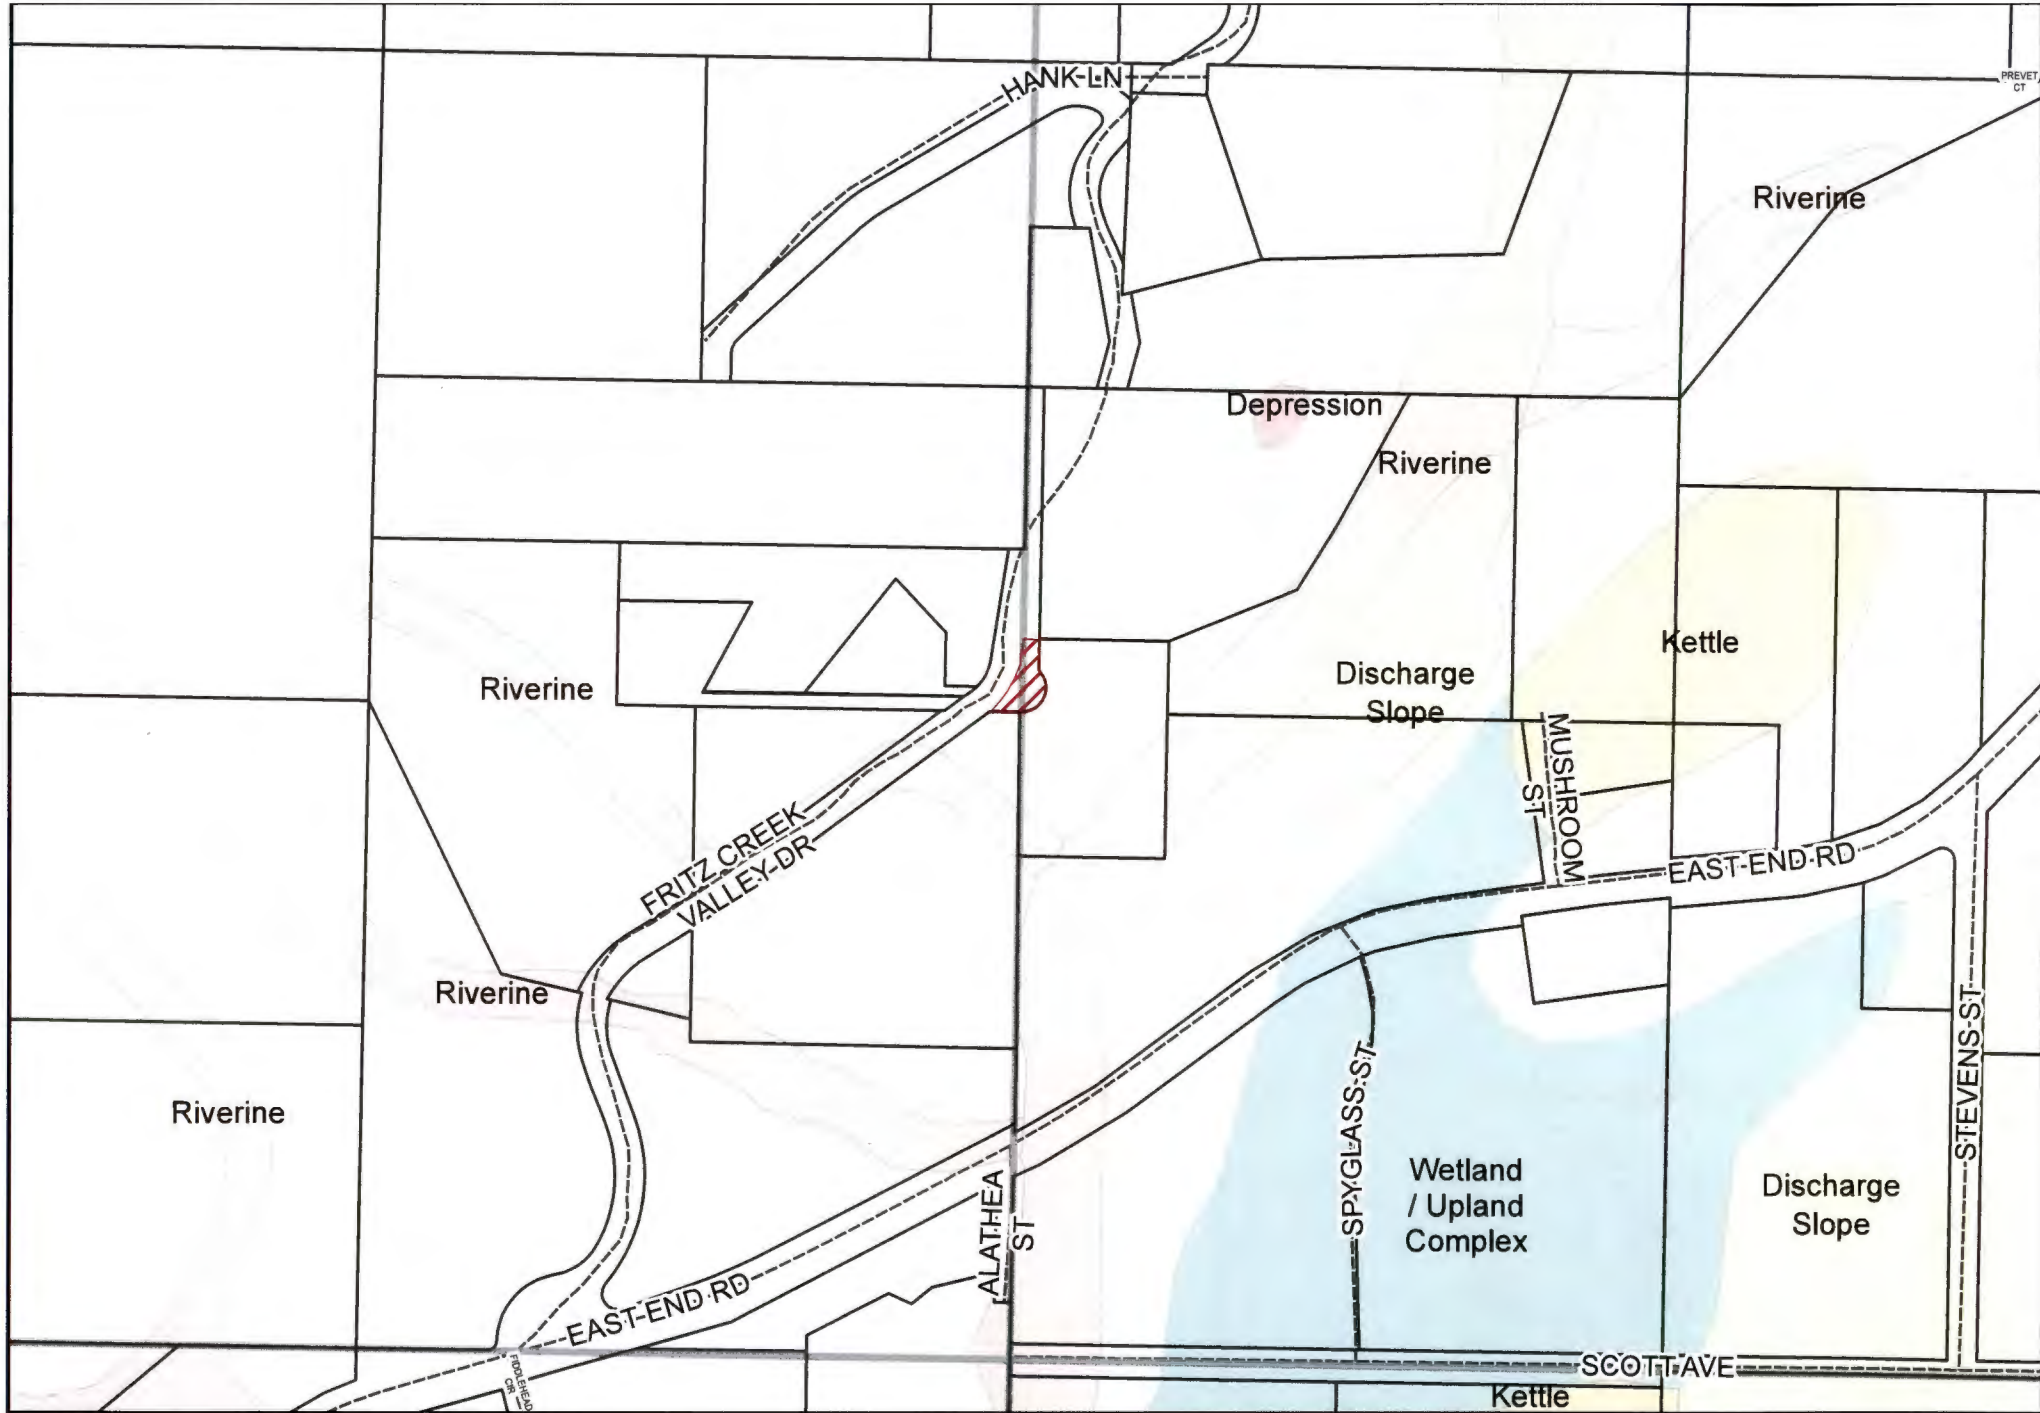 HANK LN
PREVET
CT
Riverine
Depression
Riverine
Kettle
Riverine
Discharge
Slope
MUSHROOM
ST
FRITZ CREEK
VALLEY DR
EAST END RD
Riverine
Riverine
SPYGLASS ST
STEVENS ST
Wetland
/ Upland
Complex
Discharge
Slope
ALATHEA
ST
EAST END RD
FIDDLEHEAD
CIR
SCOTT AVE
Kettle